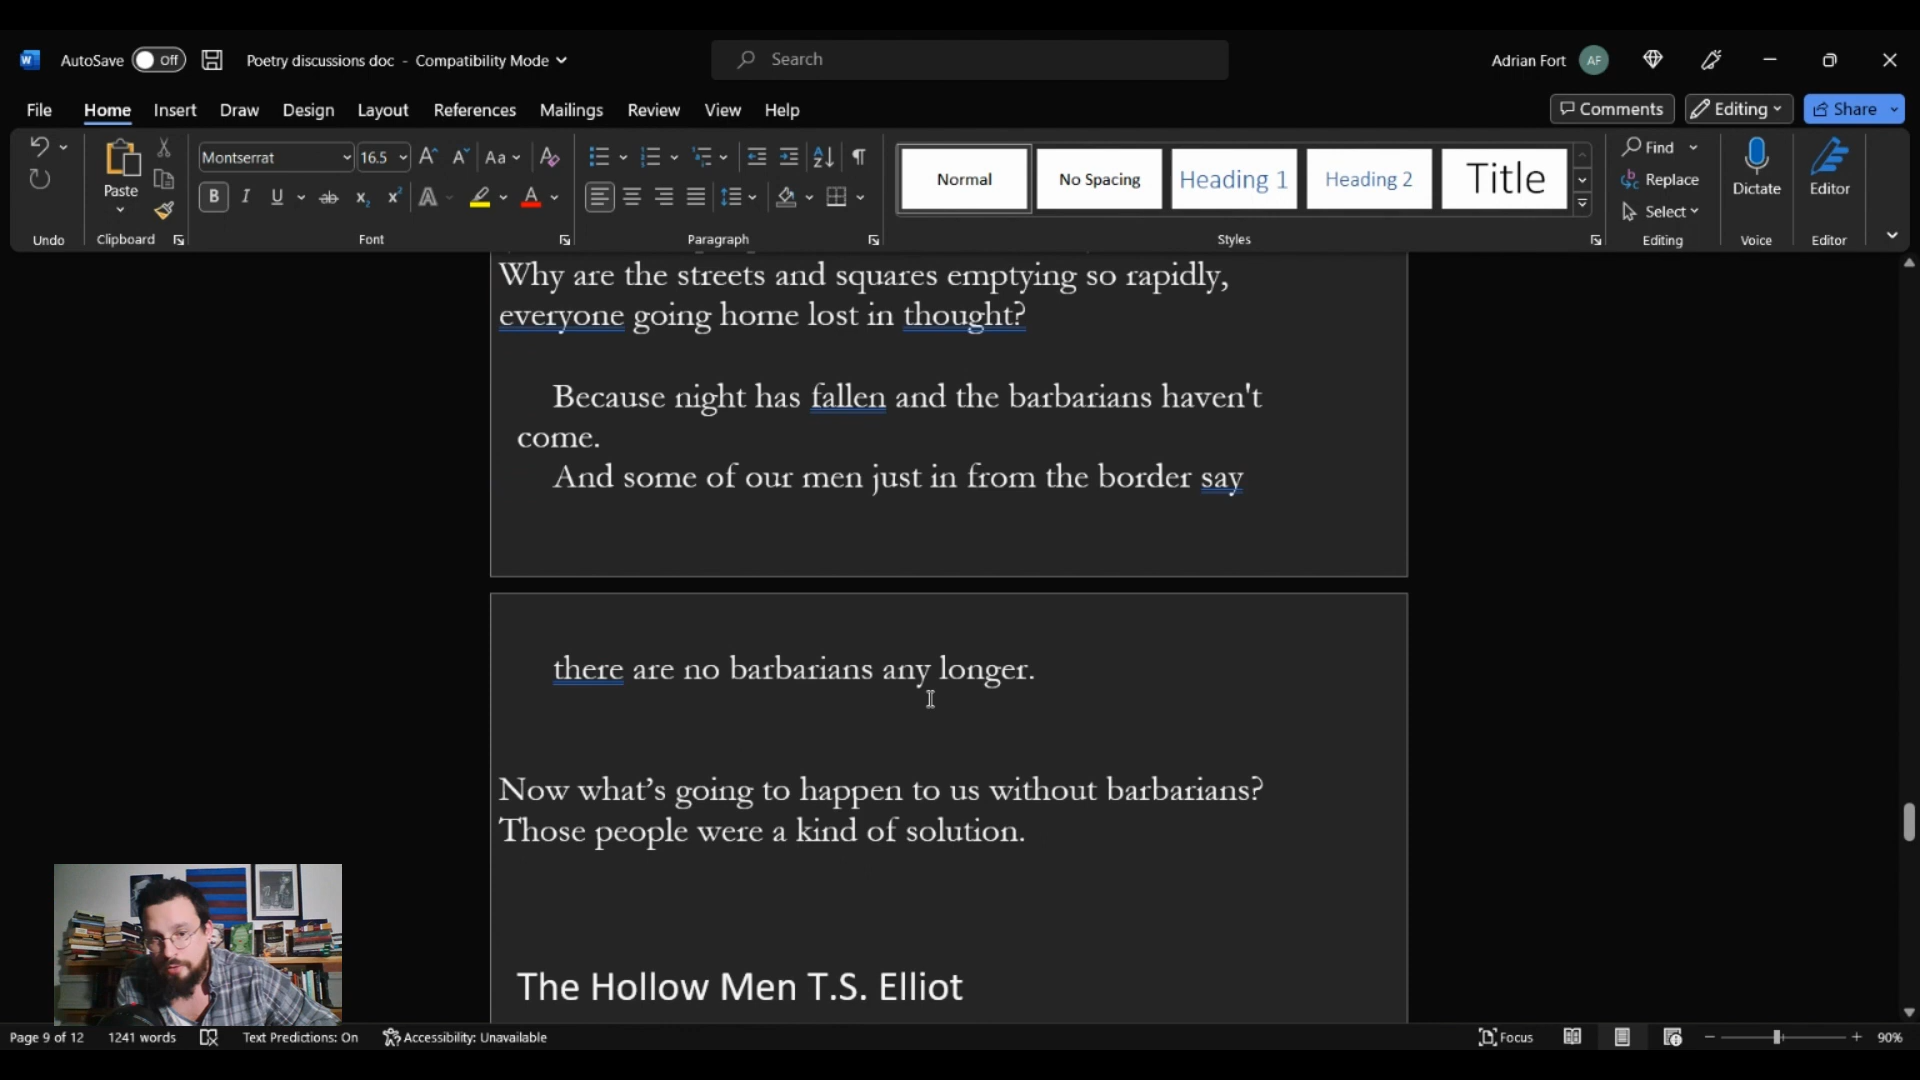 AutoSave Off Poetry discussions doc - Compatibility Mode Search Adrian Fort AF
File Home Insert Draw Design Layout References Mailings Review View Help Comments Editing Share
Montserrat 16.5 Aa Find
Paste Normal No Spacing Heading 1 Heading 2 Title Replace Dictate Editor
B I U ab x₂ x² A A Select
Undo Clipboard Font Paragraph Styles Editing Voice Editor
Why are the streets and squares emptying so rapidly,
everyone going home lost in thought?
Because night has fallen and the barbarians haven't
come.
And some of our men just in from the border say
there are no barbarians any longer.
Now what’s going to happen to us without barbarians?
Those people were a kind of solution.
The Hollow Men T.S. Elliot
Page 9 of 12 1241 words Text Predictions: On Accessibility: Unavailable Focus 90%